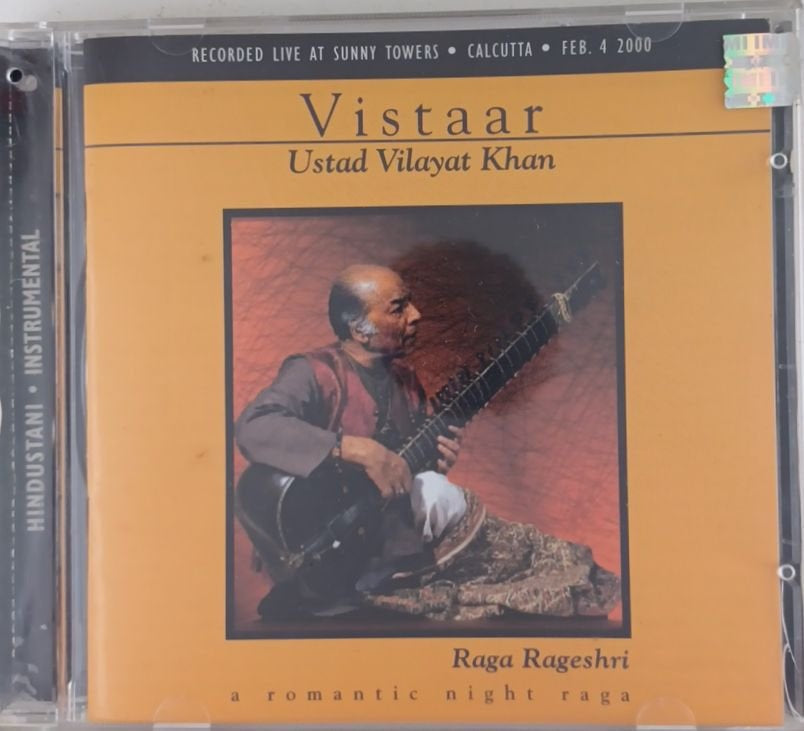 RECORDED LIVE AT SUNNY TOWERS • CALCUTTA • FEB. 4 2000
Vistaar
Ustad Vilayat Khan
HINDUSTANI • INSTRUMENTAL
Raga Rageshri
a romantic night raga